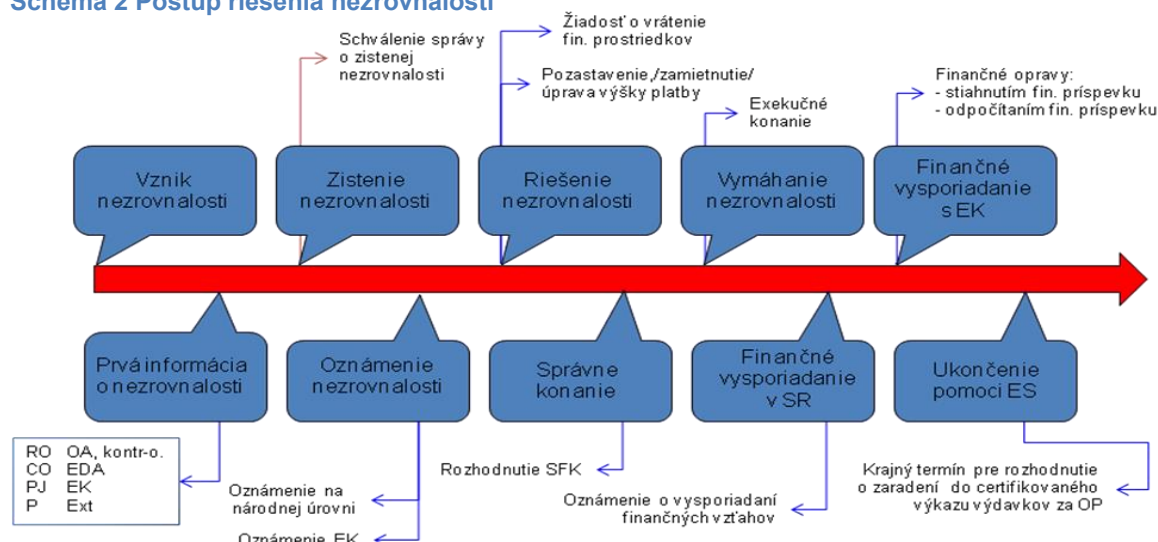 Schéma 2 Postup riešenia nezrovnalosti
Schválenie správy
o zistenej
nezrovnalosti
Žiadosť o vrátenie
fin. prostriedkov
Pozastavenie,/zamietnutie/
úprava výšky platby
Exekučné
konanie
Finančné opravy:
- stiahnutím fin. príspevku
- odpočítaním fin. príspevku
Vznik
nezrovnalosti
Zistenie
nezrovnalosti
Riešenie
nezrovnalosti
Vymáhanie
nezrovnalosti
Finančné
vysporiadanie
s EK
Prvá informácia
o nezrovnalosti
Oznámenie
nezrovnalosti
Správne
konanie
Finančné
vysporiadanie
v SR
Ukončenie
pomoci ES
RO OA, kontr-o.
CO EDA
PJ EK
P Ext
Oznámenie na
národnej úrovni
Oznámenie EK
Rozhodnutie SFK
Oznámenie o vysporiadaní
finančných vzťahov
Krajný termín pre rozhodnutie
o zaradení do certifikovaného
výkazu výdavkov za OP